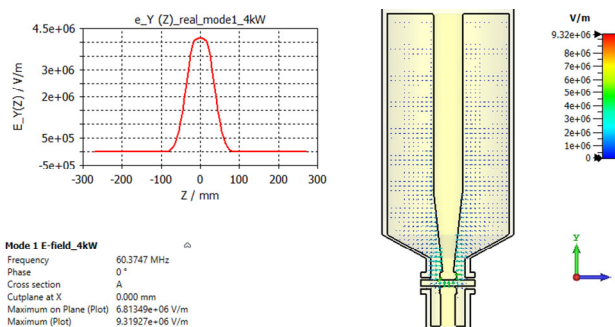 e_Y (Z)_real_mode1_4kW
4.5e+06
3e+06
2e+06
5e+05
-5e+05
E_Y(Z) / V/m
-300
-200
-100
0
100
200
300
Z / mm
Mode 1 E-field_4kW
Frequency 60.3747 MHz
Phase 0 °
Cross section A
Cutplane at X 0.000 mm
Maximum on Plane (Plot) 6.81349e+06 V/m
Maximum (Plot) 9.31927e+06 V/m
V/m
9.32e+06
8e+06
7e+06
6e+06
5e+06
4e+06
3e+06
2e+06
1e+06
0
Y